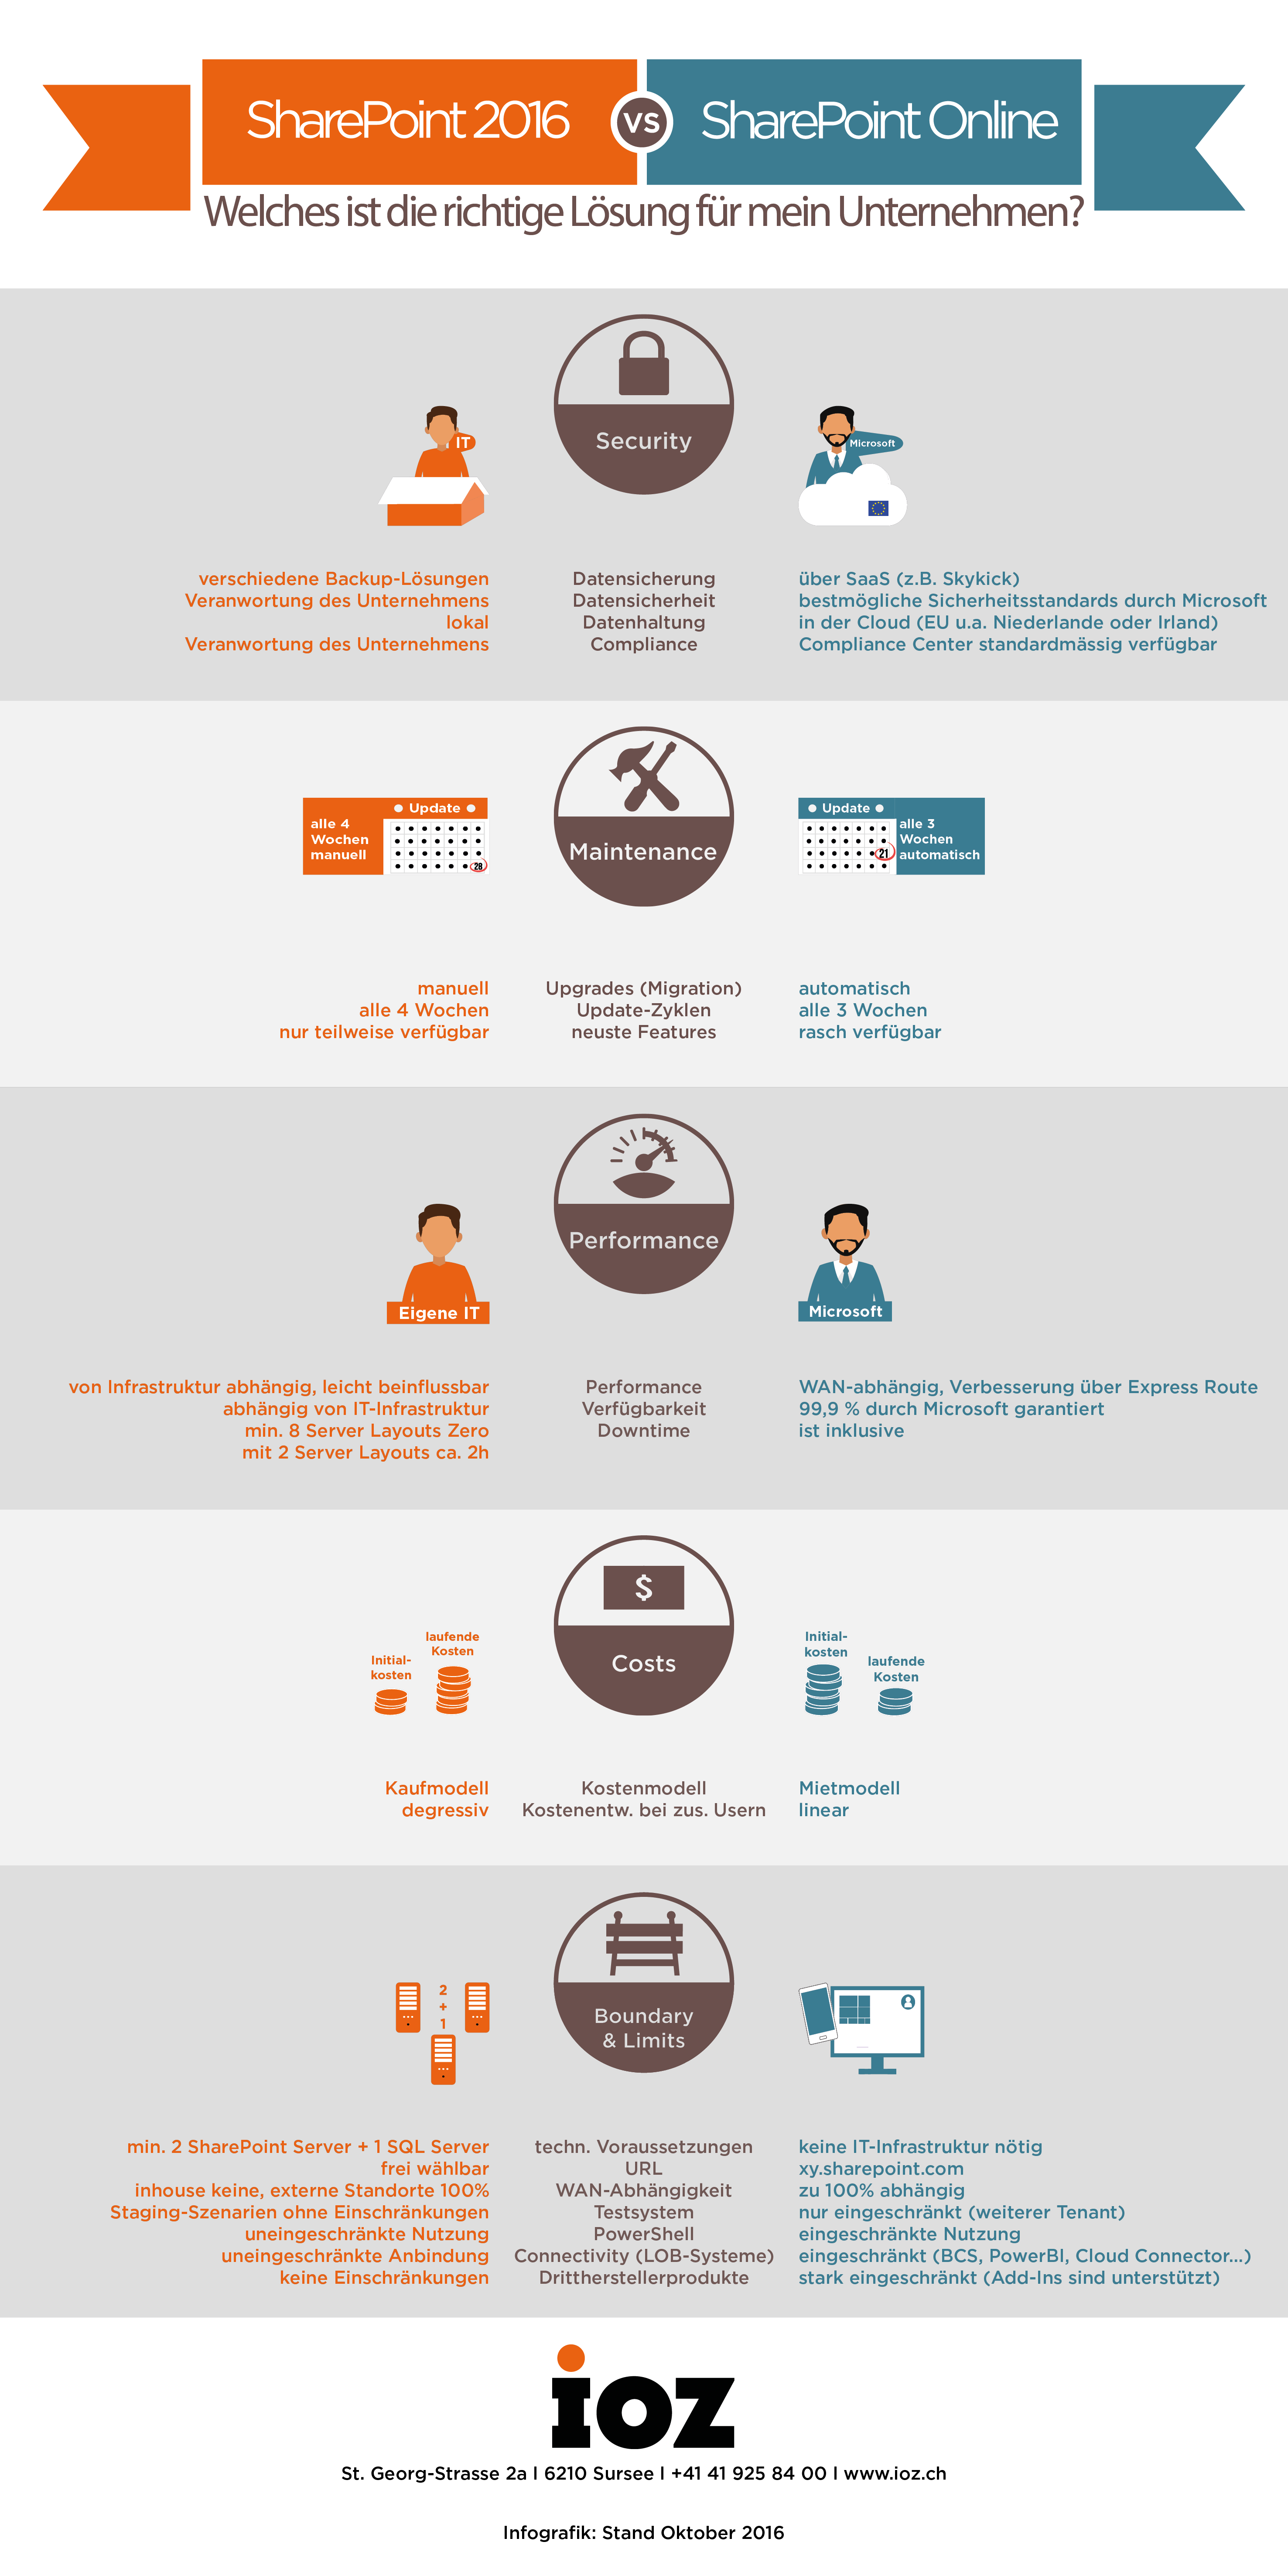 SharePoint 2016 VS SharePoint Online
Welches ist die richtige Lösung für mein Unternehmen?
Security
IT
Microsoft
verschiedene Backup-Lösungen Datensicherung über SaaS (z.B. Skykick)
Veranwortung des Unternehmens Datensicherheit bestmögliche Sicherheitsstandards durch Microsoft
lokal Datenhaltung in der Cloud (EU u.a. Niederlande oder Irland)
Veranwortung des Unternehmens Compliance Compliance Center standardmässig verfügbar
Update
alle 4
Wochen
manuell
28
Maintenance
Update
alle 3
Wochen
automatisch
21
manuell Upgrades (Migration) automatisch
alle 4 Wochen Update-Zyklen alle 3 Wochen
nur teilweise verfügbar neuste Features rasch verfügbar
Performance
Eigene IT
Microsoft
von Infrastruktur abhängig, leicht beinflussbar Performance WAN-abhängig, Verbesserung über Express Route
abhängig von IT-Infrastruktur Verfügbarkeit 99,9 % durch Microsoft garantiert
min. 8 Server Layouts Zero Downtime ist inklusive
mit 2 Server Layouts ca. 2h
$
Costs
Initial-
kosten
laufende
Kosten
Initial-
kosten
laufende
Kosten
Kaufmodell Kostenmodell Mietmodell
degressiv Kostenentw. bei zus. Usern linear
2
+
1
Boundary
& Limits
min. 2 SharePoint Server + 1 SQL Server techn. Voraussetzungen keine IT-Infrastruktur nötig
frei wählbar URL xy.sharepoint.com
inhouse keine, externe Standorte 100% WAN-Abhängigkeit zu 100% abhängig
Staging-Szenarien ohne Einschränkungen Testsystem nur eingeschränkt (weiterer Tenant)
uneingeschränkte Nutzung PowerShell eingeschränkte Nutzung
uneingeschränkte Anbindung Connectivity (LOB-Systeme) eingeschränkt (BCS, PowerBI, Cloud Connector...)
keine Einschränkungen Drittherstellerprodukte stark eingeschränkt (Add-Ins sind unterstützt)
ioz
St. Georg-Strasse 2a I 6210 Sursee I +41 41 925 84 00 I www.ioz.ch
Infografik: Stand Oktober 2016